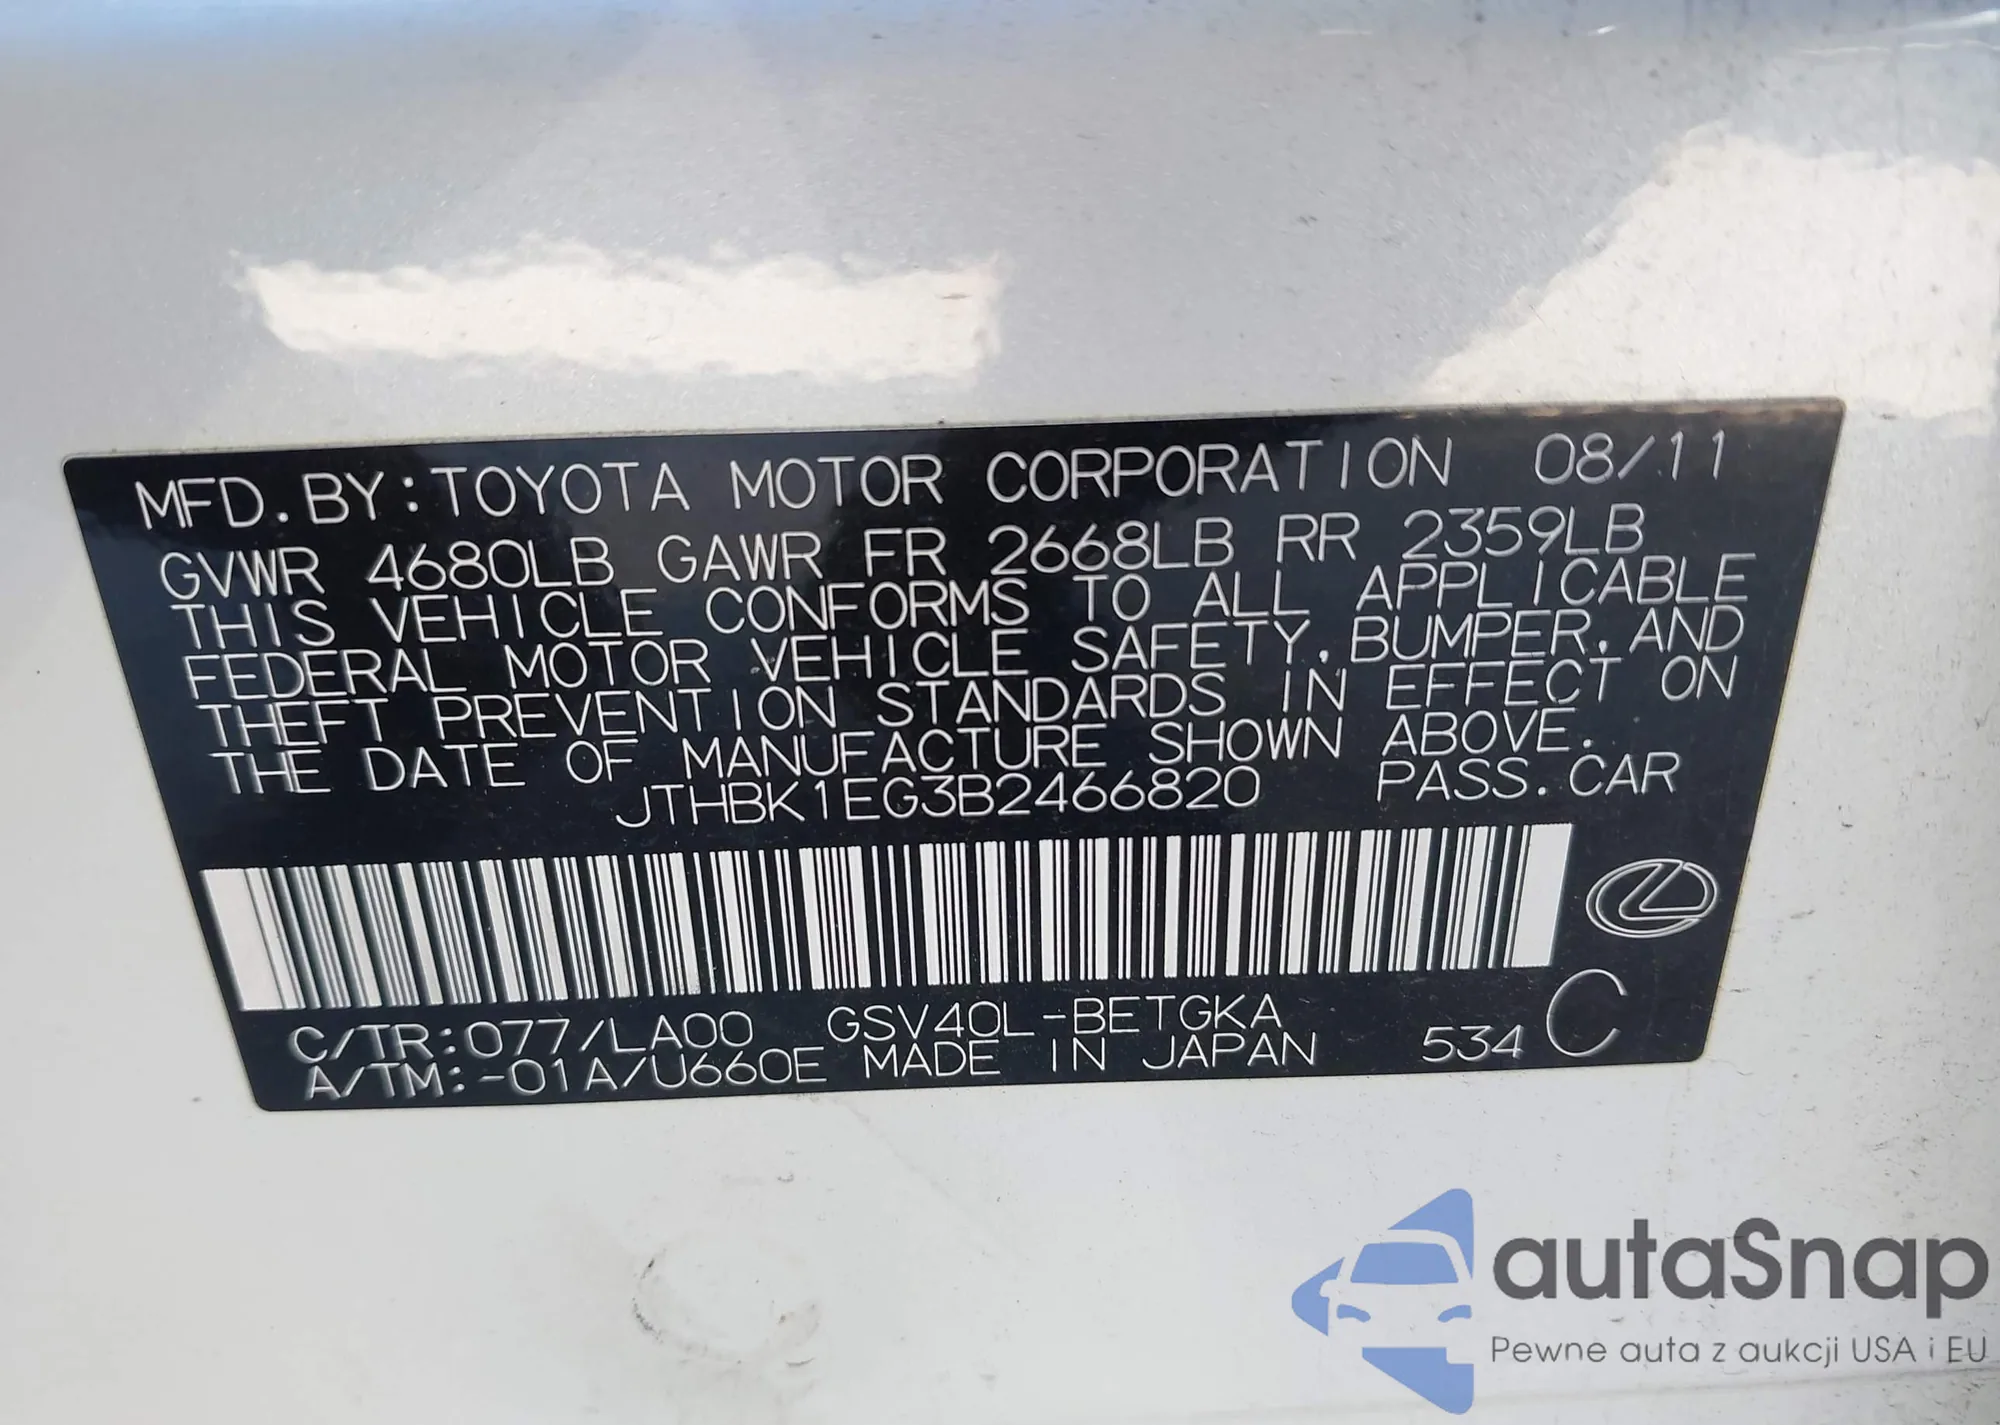 MFD.BY:TOYOTA MOTOR CORPORATION 08/11
GVWR 4680LB GAWR FR 2668LB RR 2359LB
THIS VEHICLE CONFORMS TO ALL APPLICABLE
FEDERAL MOTOR VEHICLE SAFETY,BUMPER,AND
THEFT PREVENTION STANDARDS IN EFFECT ON
THE DATE OF MANUFACTURE SHOWN ABOVE.
JTHBK1EG3B2466820 PASS.CAR
C/TR:077/LA00 GSV40L-BETGKA
A/TM:-01A/U660E MADE IN JAPAN 534 C
autaSnap
Pewne auta z aukcji USA i EU